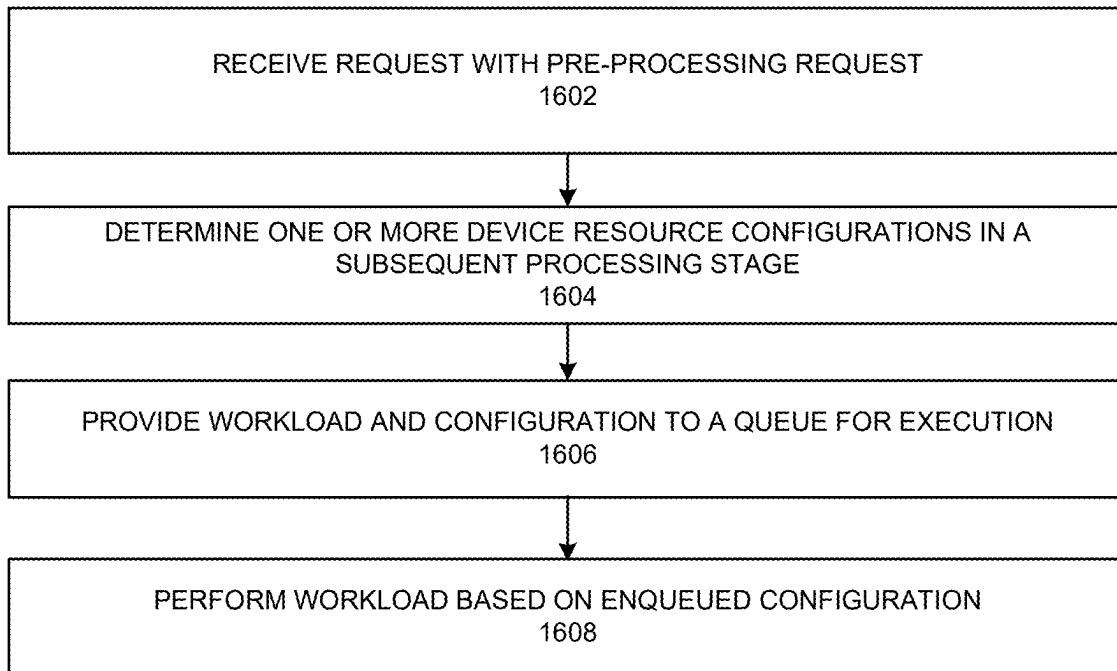 RECEIVE REQUEST WITH PRE-PROCESSING REQUEST
1602
DETERMINE ONE OR MORE DEVICE RESOURCE CONFIGURATIONS IN A
SUBSEQUENT PROCESSING STAGE
1604
PROVIDE WORKLOAD AND CONFIGURATION TO A QUEUE FOR EXECUTION
1606
PERFORM WORKLOAD BASED ON ENQUEUED CONFIGURATION
1608